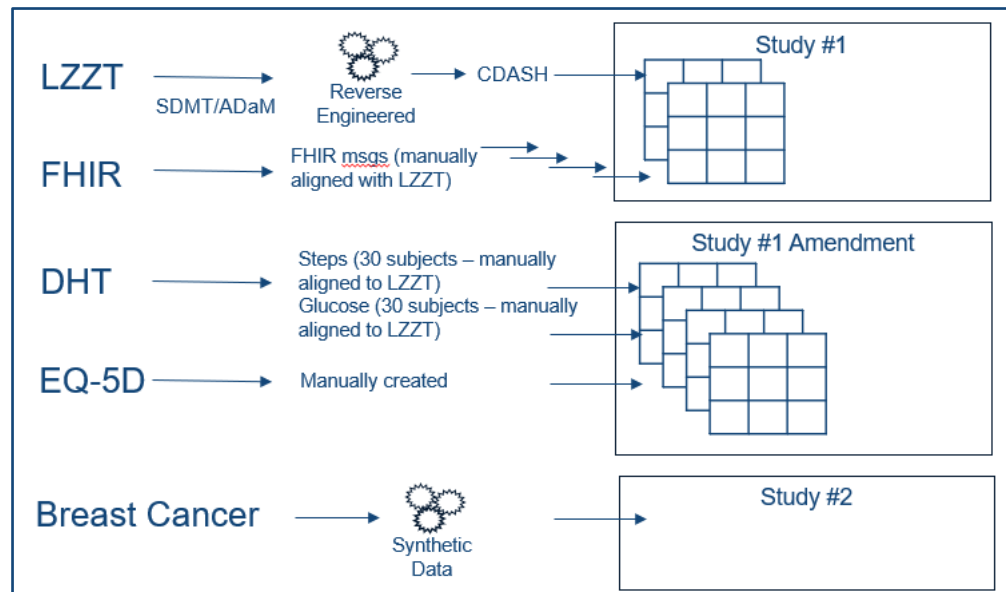 Study #1
LZZT
SDMT/ADaM
Reverse
Engineered
CDASH
FHIR
FHIR msgs (manually
aligned with LZZT)
Study #1 Amendment
DHT
Steps (30 subjects – manually
aligned to LZZT)
Glucose (30 subjects – manually
aligned to LZZT)
EQ-5D
Manually created
Study #2
Breast Cancer
Synthetic
Data